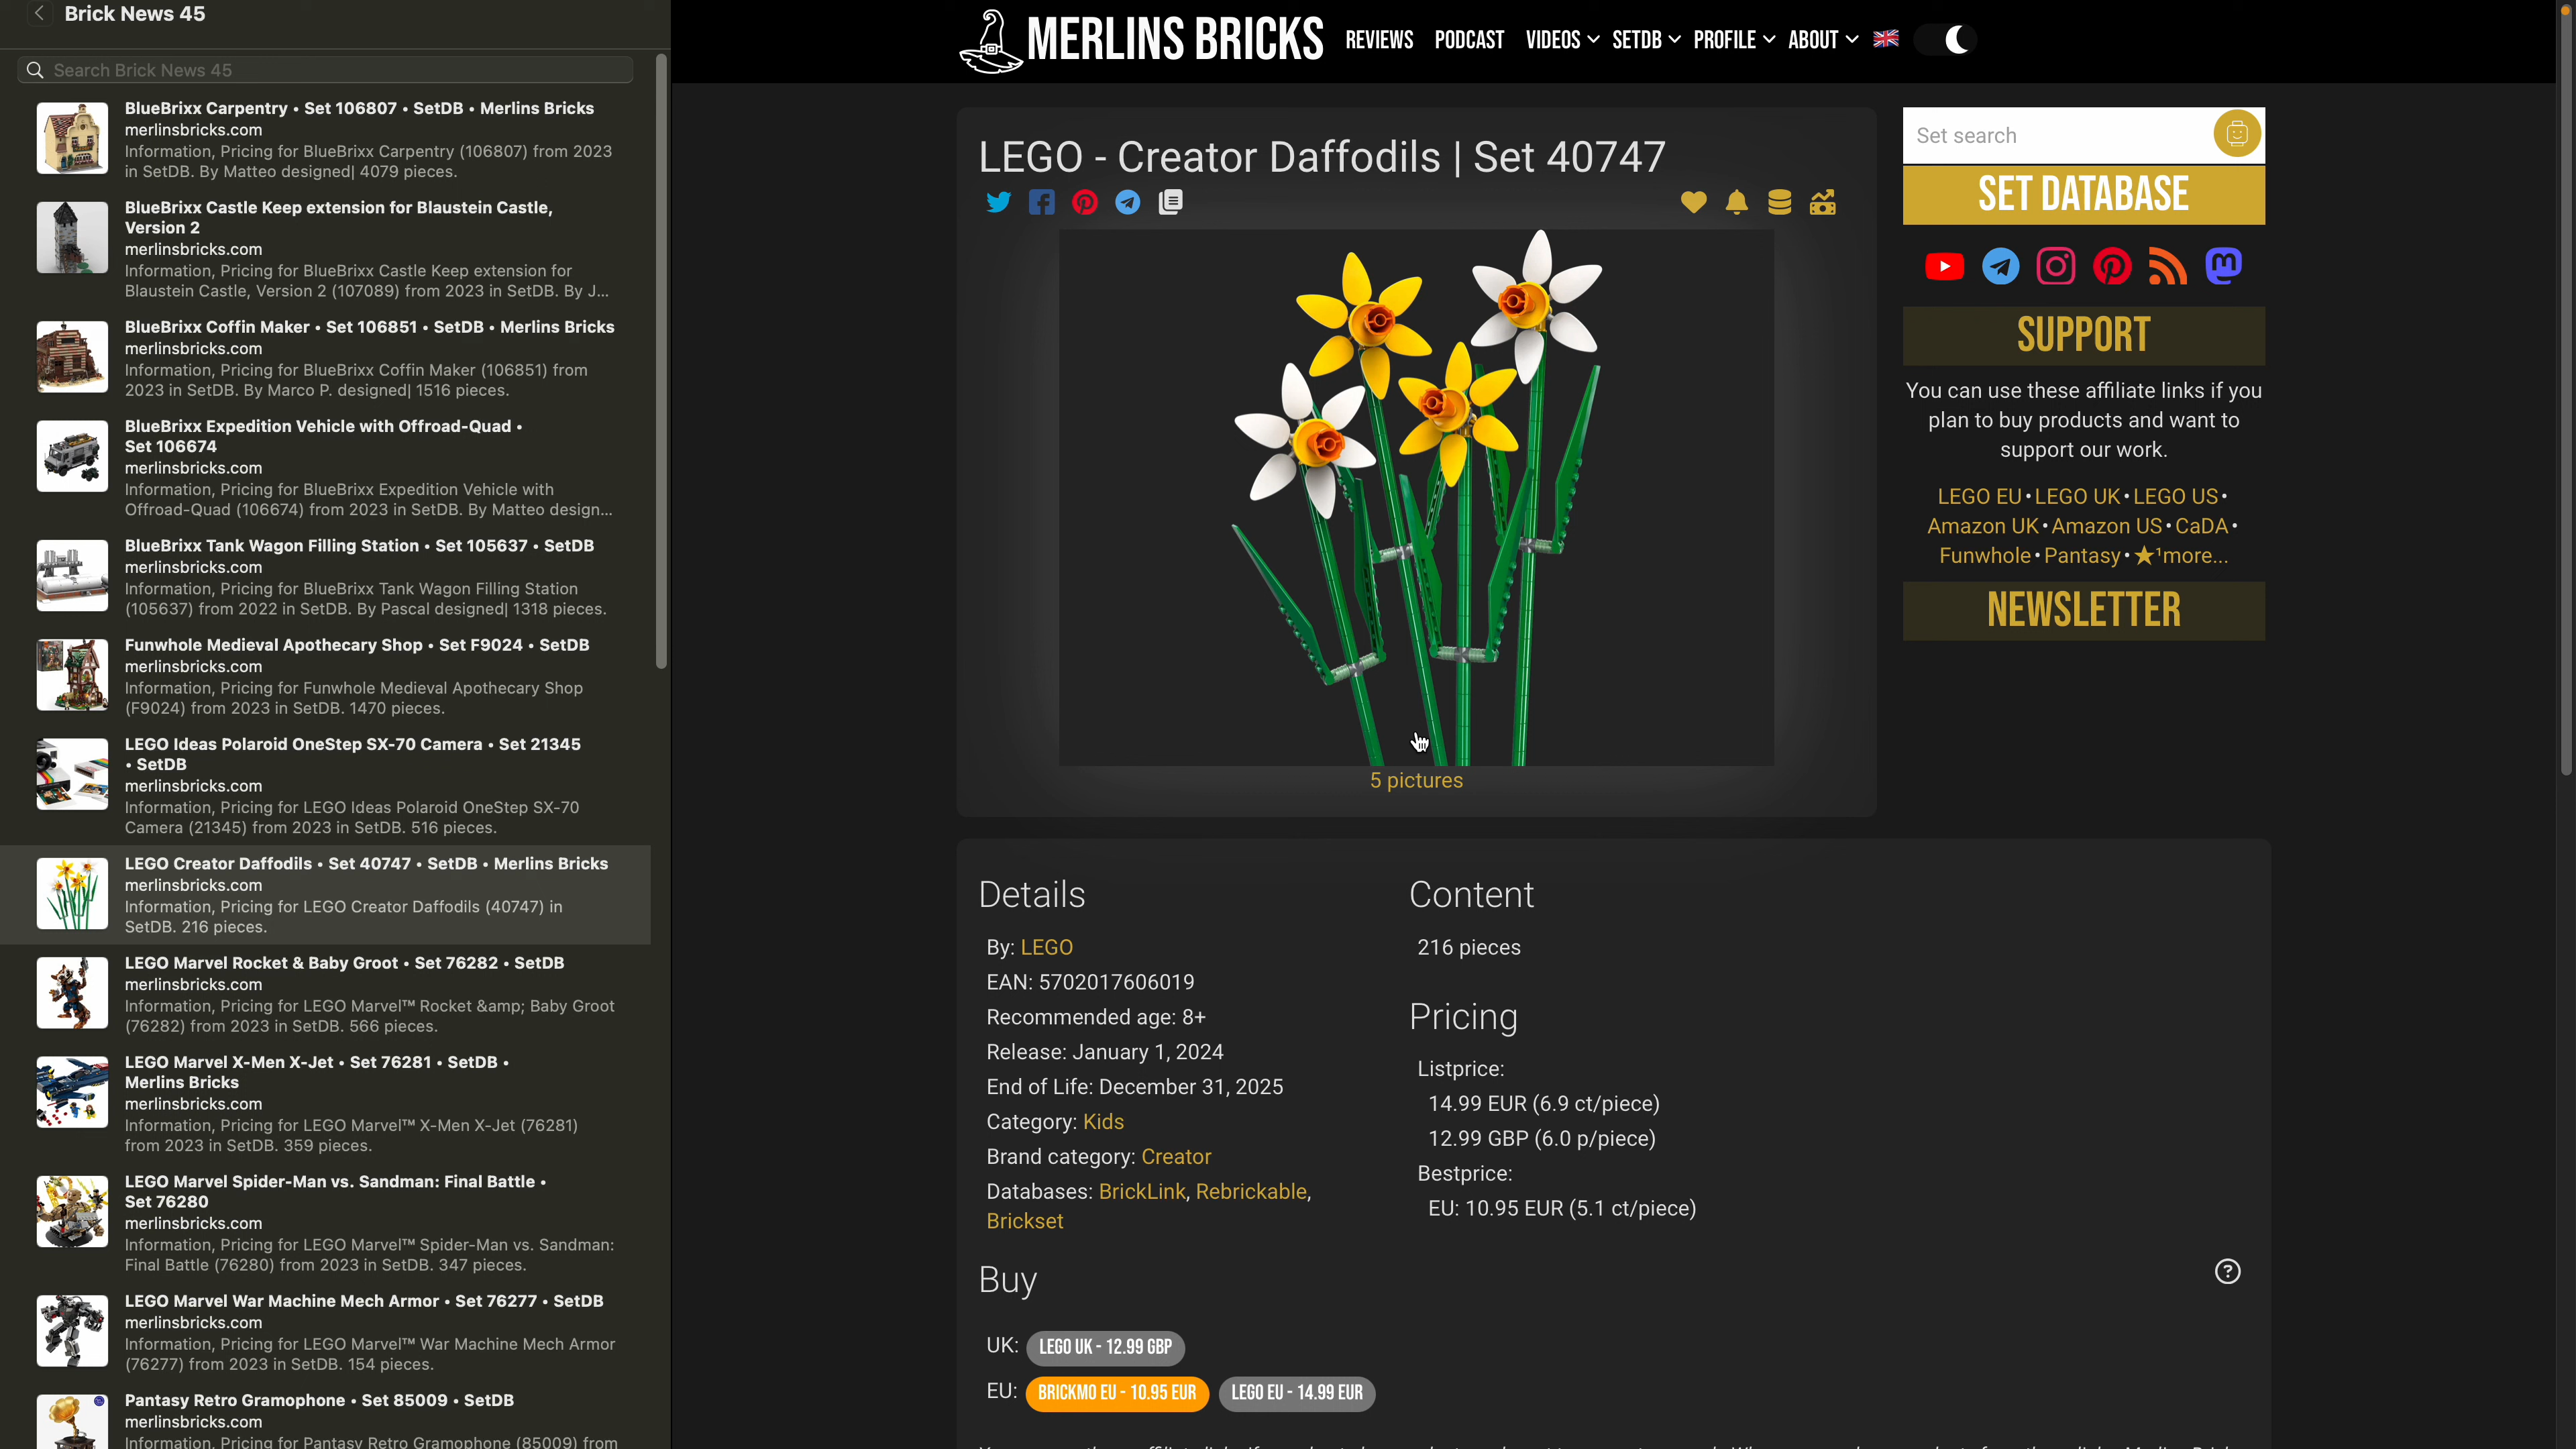 Brick News 45
Search Brick News 45
BlueBrixx Carpentry • Set 106807 • SetDB • Merlins Bricks
merlinsbricks.com
Information, Pricing for BlueBrixx Carpentry (106807) from 2023
in SetDB. By Matteo designed| 4079 pieces.
BlueBrixx Castle Keep extension for Blaustein Castle,
Version 2
merlinsbricks.com
Information, Pricing for BlueBrixx Castle Keep extension for
Blaustein Castle, Version 2 (107089) from 2023 in SetDB. By J...
BlueBrixx Coffin Maker • Set 106851 • SetDB • Merlins Bricks
merlinsbricks.com
Information, Pricing for BlueBrixx Coffin Maker (106851) from
2023 in SetDB. By Marco P. designed| 1516 pieces.
BlueBrixx Expedition Vehicle with Offroad-Quad •
Set 106674
merlinsbricks.com
Information, Pricing for BlueBrixx Expedition Vehicle with
Offroad-Quad (106674) from 2023 in SetDB. By Matteo design...
BlueBrixx Tank Wagon Filling Station • Set 105637 • SetDB
merlinsbricks.com
Information, Pricing for BlueBrixx Tank Wagon Filling Station
(105637) from 2022 in SetDB. By Pascal designed| 1318 pieces.
Funwhole Medieval Apothecary Shop • Set F9024 • SetDB
merlinsbricks.com
Information, Pricing for Funwhole Medieval Apothecary Shop
(F9024) from 2023 in SetDB. 1470 pieces.
LEGO Ideas Polaroid OneStep SX-70 Camera • Set 21345
• SetDB
merlinsbricks.com
Information, Pricing for LEGO Ideas Polaroid OneStep SX-70
Camera (21345) from 2023 in SetDB. 516 pieces.
LEGO Creator Daffodils • Set 40747 • SetDB • Merlins Bricks
merlinsbricks.com
Information, Pricing for LEGO Creator Daffodils (40747) in
SetDB. 216 pieces.
LEGO Marvel Rocket & Baby Groot • Set 76282 • SetDB
merlinsbricks.com
Information, Pricing for LEGO Marvel™ Rocket &amp; Baby Groot
(76282) from 2023 in SetDB. 566 pieces.
LEGO Marvel X-Men X-Jet • Set 76281 • SetDB •
Merlins Bricks
merlinsbricks.com
Information, Pricing for LEGO Marvel™ X-Men X-Jet (76281)
from 2023 in SetDB. 359 pieces.
LEGO Marvel Spider-Man vs. Sandman: Final Battle •
Set 76280
merlinsbricks.com
Information, Pricing for LEGO Marvel™ Spider-Man vs. Sandman:
Final Battle (76280) from 2023 in SetDB. 347 pieces.
LEGO Marvel War Machine Mech Armor • Set 76277 • SetDB
merlinsbricks.com
Information, Pricing for LEGO Marvel™ War Machine Mech Armor
(76277) from 2023 in SetDB. 154 pieces.
Pantasy Retro Gramophone • Set 85009 • SetDB
merlinsbricks.com
Information, Pricing for Pantasy Retro Gramophone (85009) from
MERLINS BRICKS REVIEWS PODCAST VIDEOS SETDB PROFILE ABOUT
LEGO - Creator Daffodils | Set 40747
5 pictures
Set search
SET DATABASE
SUPPORT
You can use these affiliate links if you
plan to buy products and want to
support our work.
LEGO EU • LEGO UK • LEGO US •
Amazon UK • Amazon US • CaDA •
Funwhole • Pantasy • ★¹more...
NEWSLETTER
Details
By: LEGO
EAN: 5702017606019
Recommended age: 8+
Release: January 1, 2024
End of Life: December 31, 2025
Category: Kids
Brand category: Creator
Databases: BrickLink, Rebrickable,
Brickset
Content
216 pieces
Pricing
Listprice:
14.99 EUR (6.9 ct/piece)
12.99 GBP (6.0 p/piece)
Bestprice:
EU: 10.95 EUR (5.1 ct/piece)
Buy
?
UK: LEGO UK - 12.99 GBP
EU: BRICKMO EU - 10.95 EUR LEGO EU - 14.99 EUR